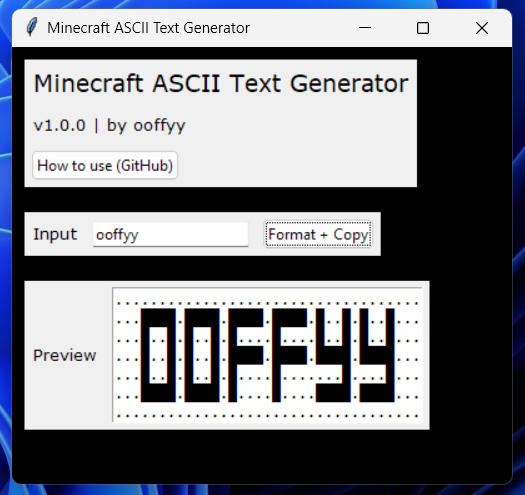 Minecraft ASCII Text Generator
Minecraft ASCII Text Generator
v1.0.0 | by ooffyy
How to use (GitHub)
Input ooffyy Format + Copy
Preview OOFFYY